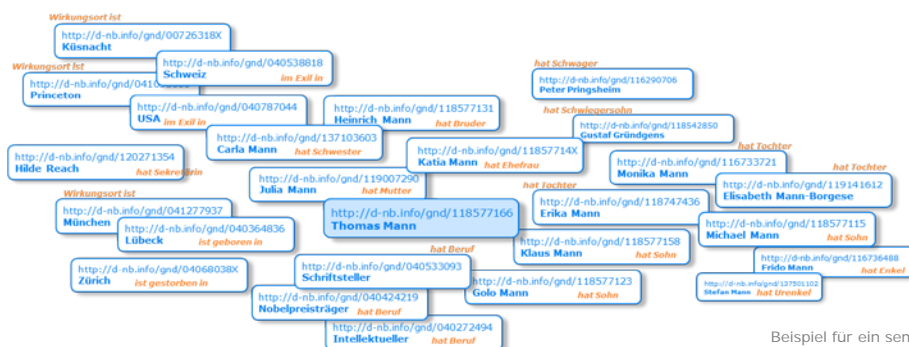 Wirkungsort ist
http://d-nb.info/gnd/00726318X
Küsnacht
http://d-nb.info/gnd/040538818
Schweiz
im Exil in
Wirkungsort ist
Princeton
http://d-nb.info/gnd/040787044
USA
im Exil in
http://d-nb.info/gnd/137103603
Carla Mann
hat Schwester
http://d-nb.info/gnd/118577131
Heinrich Mann
hat Bruder
hat Schwager
http://d-nb.info/gnd/116290706
Peter Pringsheim
hat Schwiegersohn
http://d-nb.info/gnd/118542850
Gustaf Gründgens
http://d-nb.info/gnd/11857714X
Katia Mann
hat Ehefrau
hat Tochter
http://d-nb.info/gnd/116733721
Monika Mann
hat Tochter
http://d-nb.info/gnd/119141612
Elisabeth Mann-Borgese
http://d-nb.info/gnd/120271354
Hilde Reach
hat Sekretärin
http://d-nb.info/gnd/119007290
Julia Mann
hat Mutter
hat Tochter
http://d-nb.info/gnd/118747436
Erika Mann
Wirkungsort ist
http://d-nb.info/gnd/041277937
München
http://d-nb.info/gnd/040364836
Lübeck
ist geboren in
http://d-nb.info/gnd/118577166
Thomas Mann
http://d-nb.info/gnd/118577115
Michael Mann
hat Sohn
http://d-nb.info/gnd/118577158
Klaus Mann
hat Sohn
http://d-nb.info/gnd/116736488
Frido Mann
hat Enkel
http://d-nb.info/gnd/04068038X
Zürich
ist gestorben in
hat Beruf
http://d-nb.info/gnd/040533093
Schriftsteller
http://d-nb.info/gnd/118577123
Golo Mann
hat Sohn
http://d-nb.info/gnd/137501102
Stefan Mann
hat Urenkel
http://d-nb.info/gnd/040424219
Nobelpreisträger
hat Beruf
http://d-nb.info/gnd/040272494
Intellektueller
hat Beruf
Beispiel für ein sem